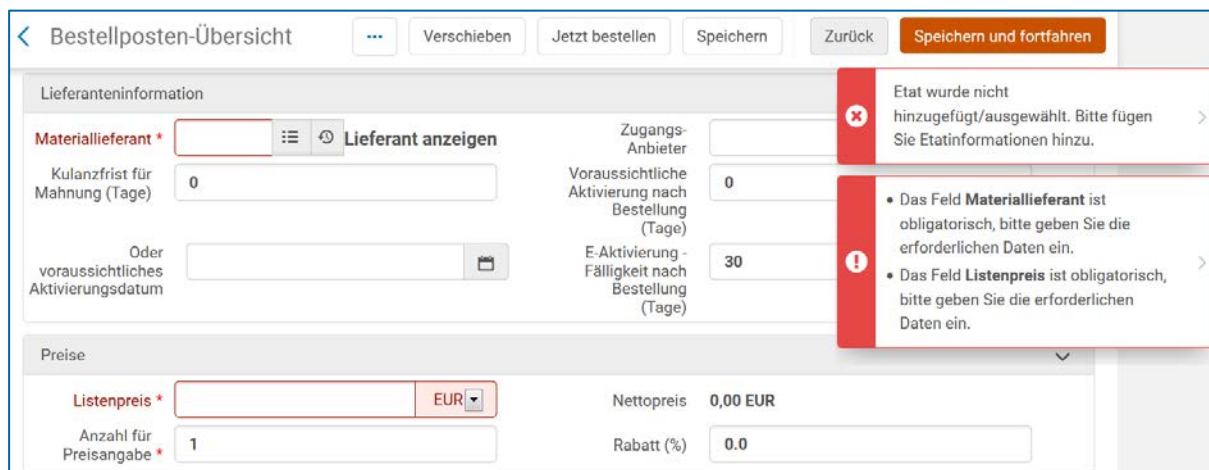 Bestellposten-Übersicht
Verschieben
Jetzt bestellen
Speichern
Zurück
Speichern und fortfahren
Etat wurde nicht
hinzugefügt/ausgewählt. Bitte fügen
Sie Etatinformationen hinzu.
• Das Feld Materiallieferant ist
obligatorisch, bitte geben Sie die
erforderlichen Daten ein.
• Das Feld Listenpreis ist obligatorisch,
bitte geben Sie die erforderlichen
Daten ein.
Lieferanteninformation
Materiallieferant *
Lieferant anzeigen
Zugangs-
Anbieter
Kulanzfrist für
Mahnung (Tage)
0
Voraussichtliche
Aktivierung nach
Bestellung
(Tage)
0
Oder
voraussichtliches
Aktivierungsdatum
E-Aktivierung -
Fälligkeit nach
Bestellung
(Tage)
30
Preise
Listenpreis *
EUR
Nettopreis
0,00 EUR
Anzahl für
Preisangabe *
1
Rabatt (%)
0.0